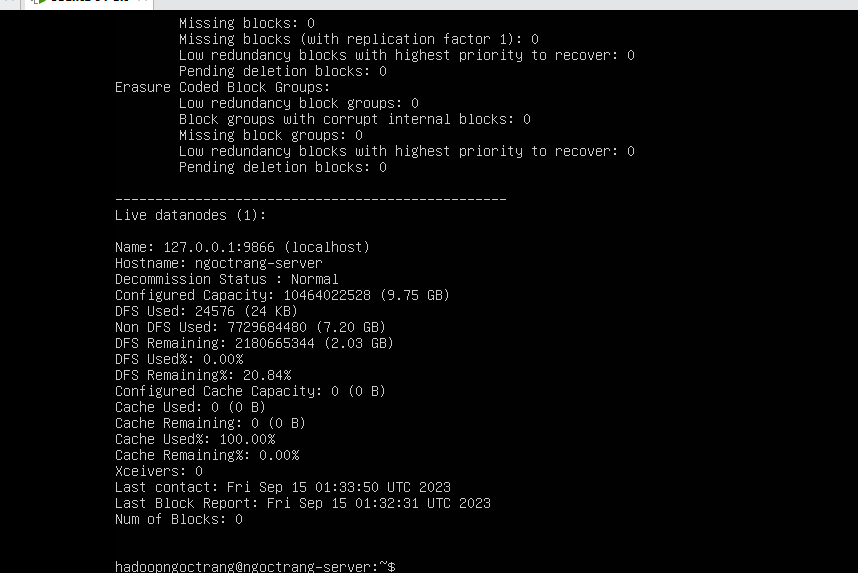 Missing blocks: 0
Missing blocks (with replication factor 1): 0
Low redundancy blocks with highest priority to recover: 0
Pending deletion blocks: 0
Erasure Coded Block Groups:
Low redundancy block groups: 0
Block groups with corrupt internal blocks: 0
Missing block groups: 0
Low redundancy blocks with highest priority to recover: 0
Pending deletion blocks: 0
-------------------------------------------------
Live datanodes (1):
Name: 127.0.0.1:9866 (localhost)
Hostname: ngoctrang-server
Decommission Status : Normal
Configured Capacity: 10464022528 (9.75 GB)
DFS Used: 24576 (24 KB)
Non DFS Used: 7729684480 (7.20 GB)
DFS Remaining: 2180665344 (2.03 GB)
DFS Used%: 0.00%
DFS Remaining%: 20.84%
Configured Cache Capacity: 0 (0 B)
Cache Used: 0 (0 B)
Cache Remaining: 0 (0 B)
Cache Used%: 100.00%
Cache Remaining%: 0.00%
Xceivers: 0
Last contact: Fri Sep 15 01:33:50 UTC 2023
Last Block Report: Fri Sep 15 01:32:31 UTC 2023
Num of Blocks: 0
hadoopngoctrang@ngoctrang-server:~$